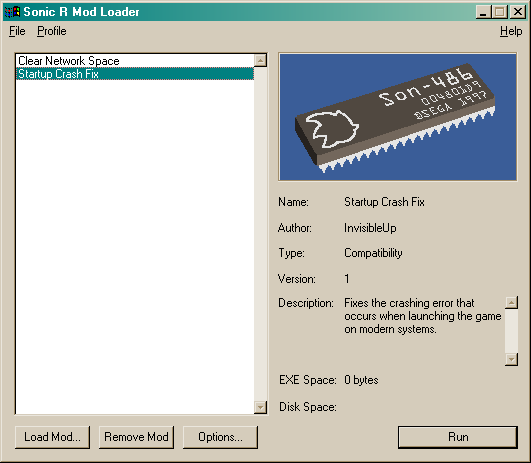 Sonic R Mod Loader
File Profile Help
Clear Network Space
Startup Crash Fix
Son-486
00480109
©SEGA 1997
Name: Startup Crash Fix
Author: InvisibleUp
Type: Compatibility
Version: 1
Description: Fixes the crashing error that
occurs when launching the game
on modern systems.
EXE Space: 0 bytes
Disk Space:
Load Mod... Remove Mod Options... Run